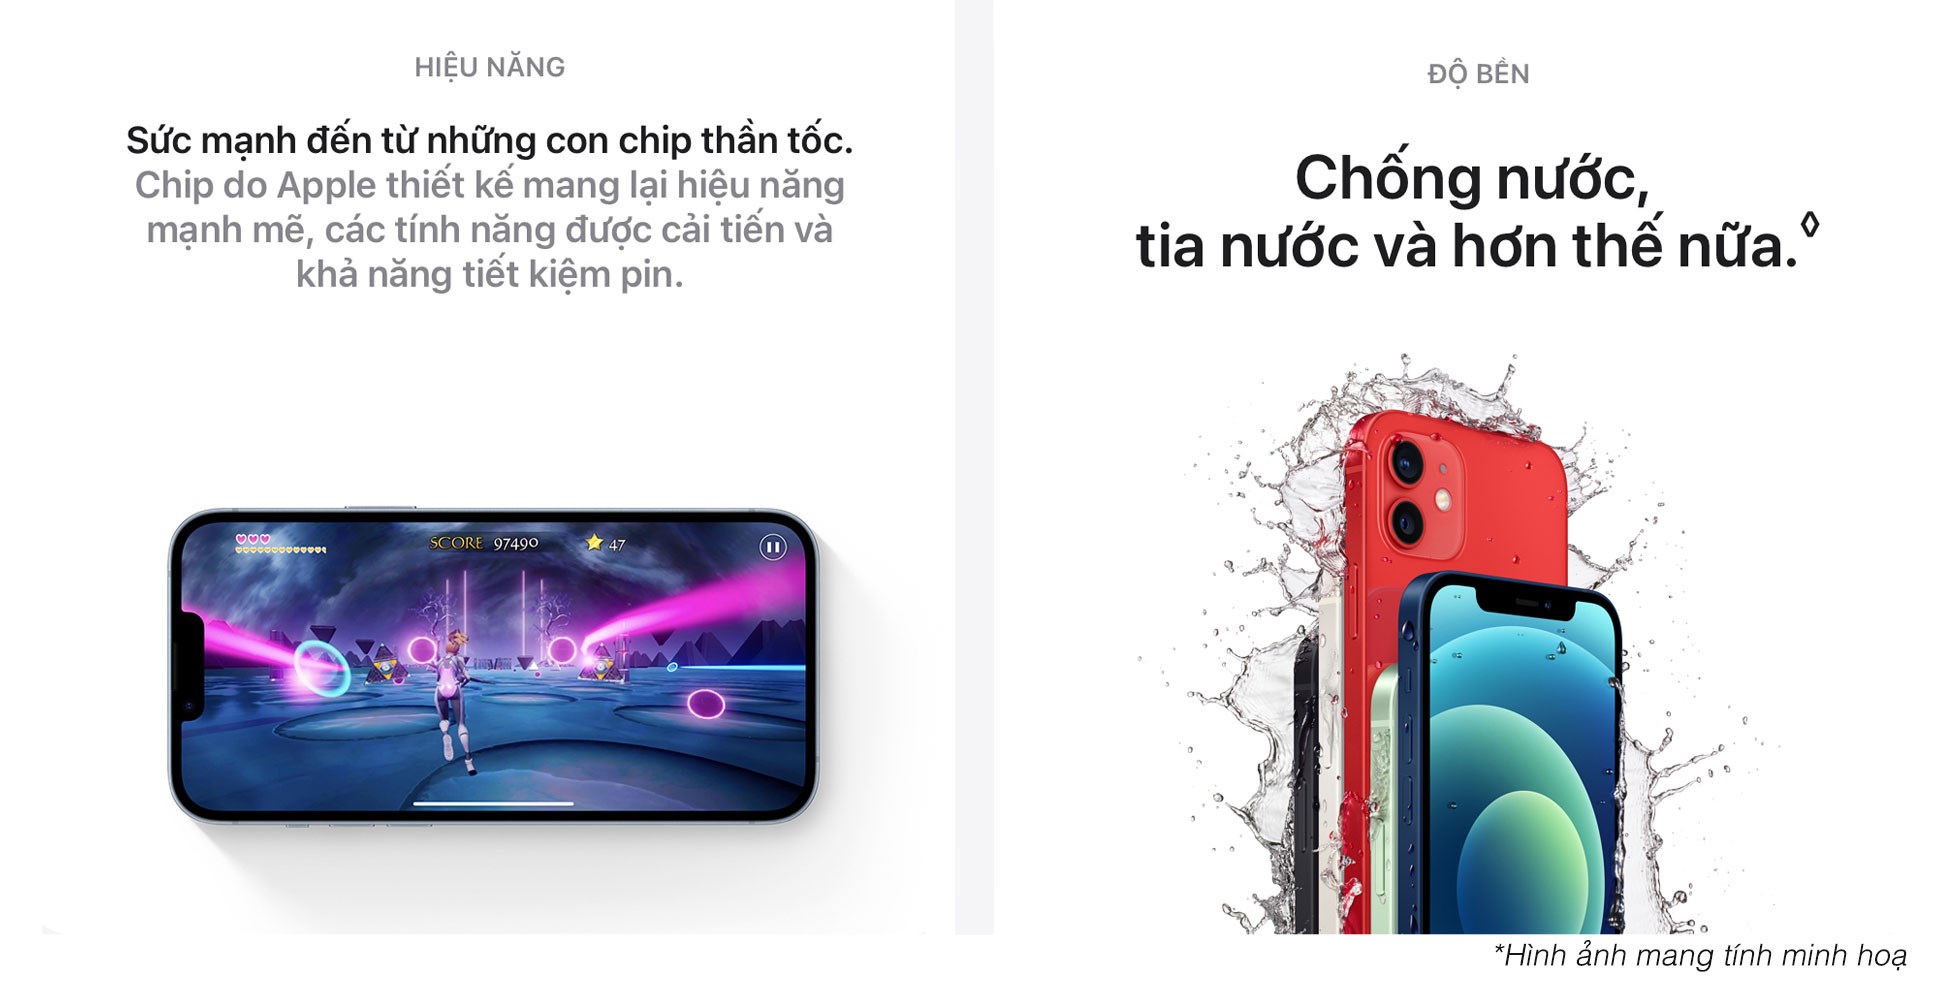 HIỆU NĂNG
Sức mạnh đến từ những con chip thần tốc.
Chip do Apple thiết kế mang lại hiệu năng
mạnh mẽ, các tính năng được cải tiến và
khả năng tiết kiệm pin.
SCORE 97490
47
ĐỘ BỀN
Chống nước,
tia nước và hơn thế nữa.◊
*Hình ảnh mang tính minh hoạ